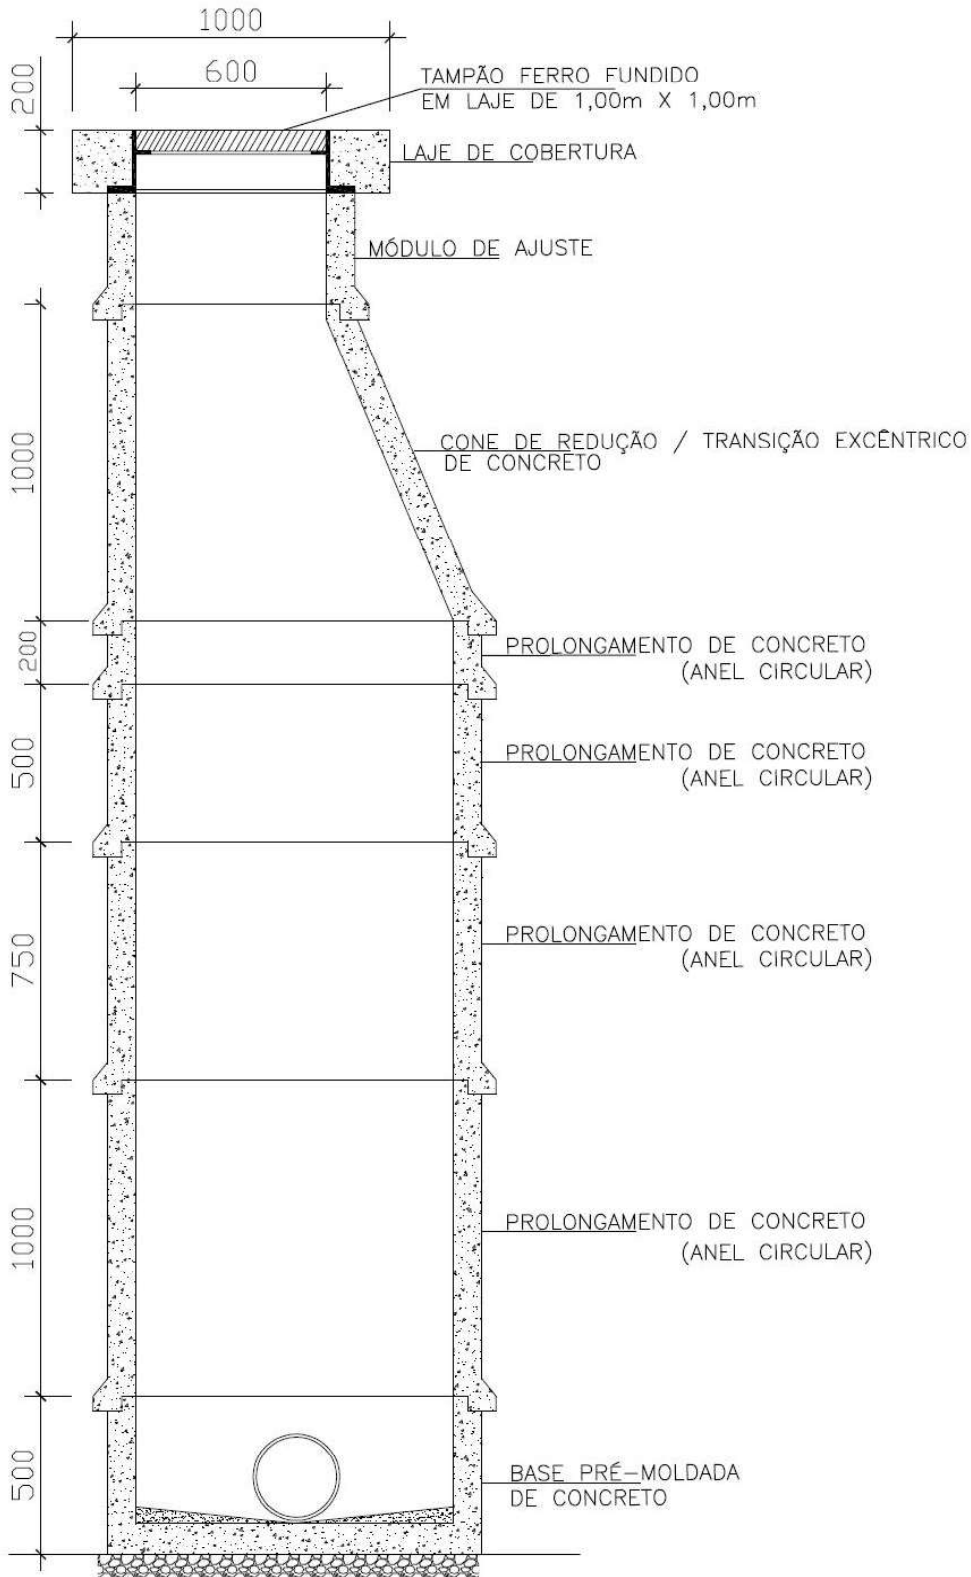 1000
600
200
TAMPÃO FERRO FUNDIDO
EM LAJE DE 1,00m X 1,00m
LAJE DE COBERTURA
MÓDULO DE AJUSTE
1000
CONE DE REDUÇÃO / TRANSIÇÃO EXCÊNTRICO
DE CONCRETO
200
PROLONGAMENTO DE CONCRETO
(ANEL CIRCULAR)
500
PROLONGAMENTO DE CONCRETO
(ANEL CIRCULAR)
750
PROLONGAMENTO DE CONCRETO
(ANEL CIRCULAR)
1000
PROLONGAMENTO DE CONCRETO
(ANEL CIRCULAR)
500
BASE PRÉ-MOLDADA
DE CONCRETO